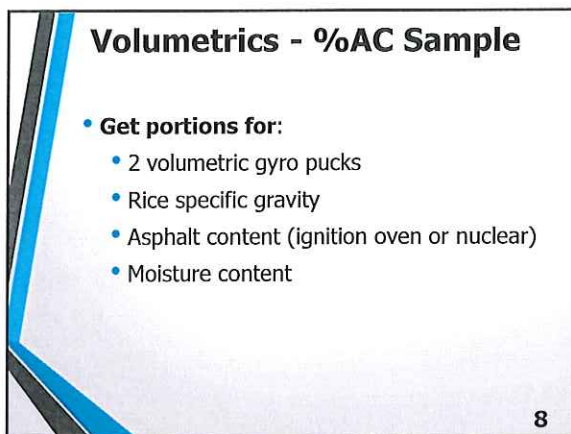 Volumetrics - %AC Sample
• Get portions for:
• 2 volumetric gyro pucks
• Rice specific gravity
• Asphalt content (ignition oven or nuclear)
• Moisture content
8